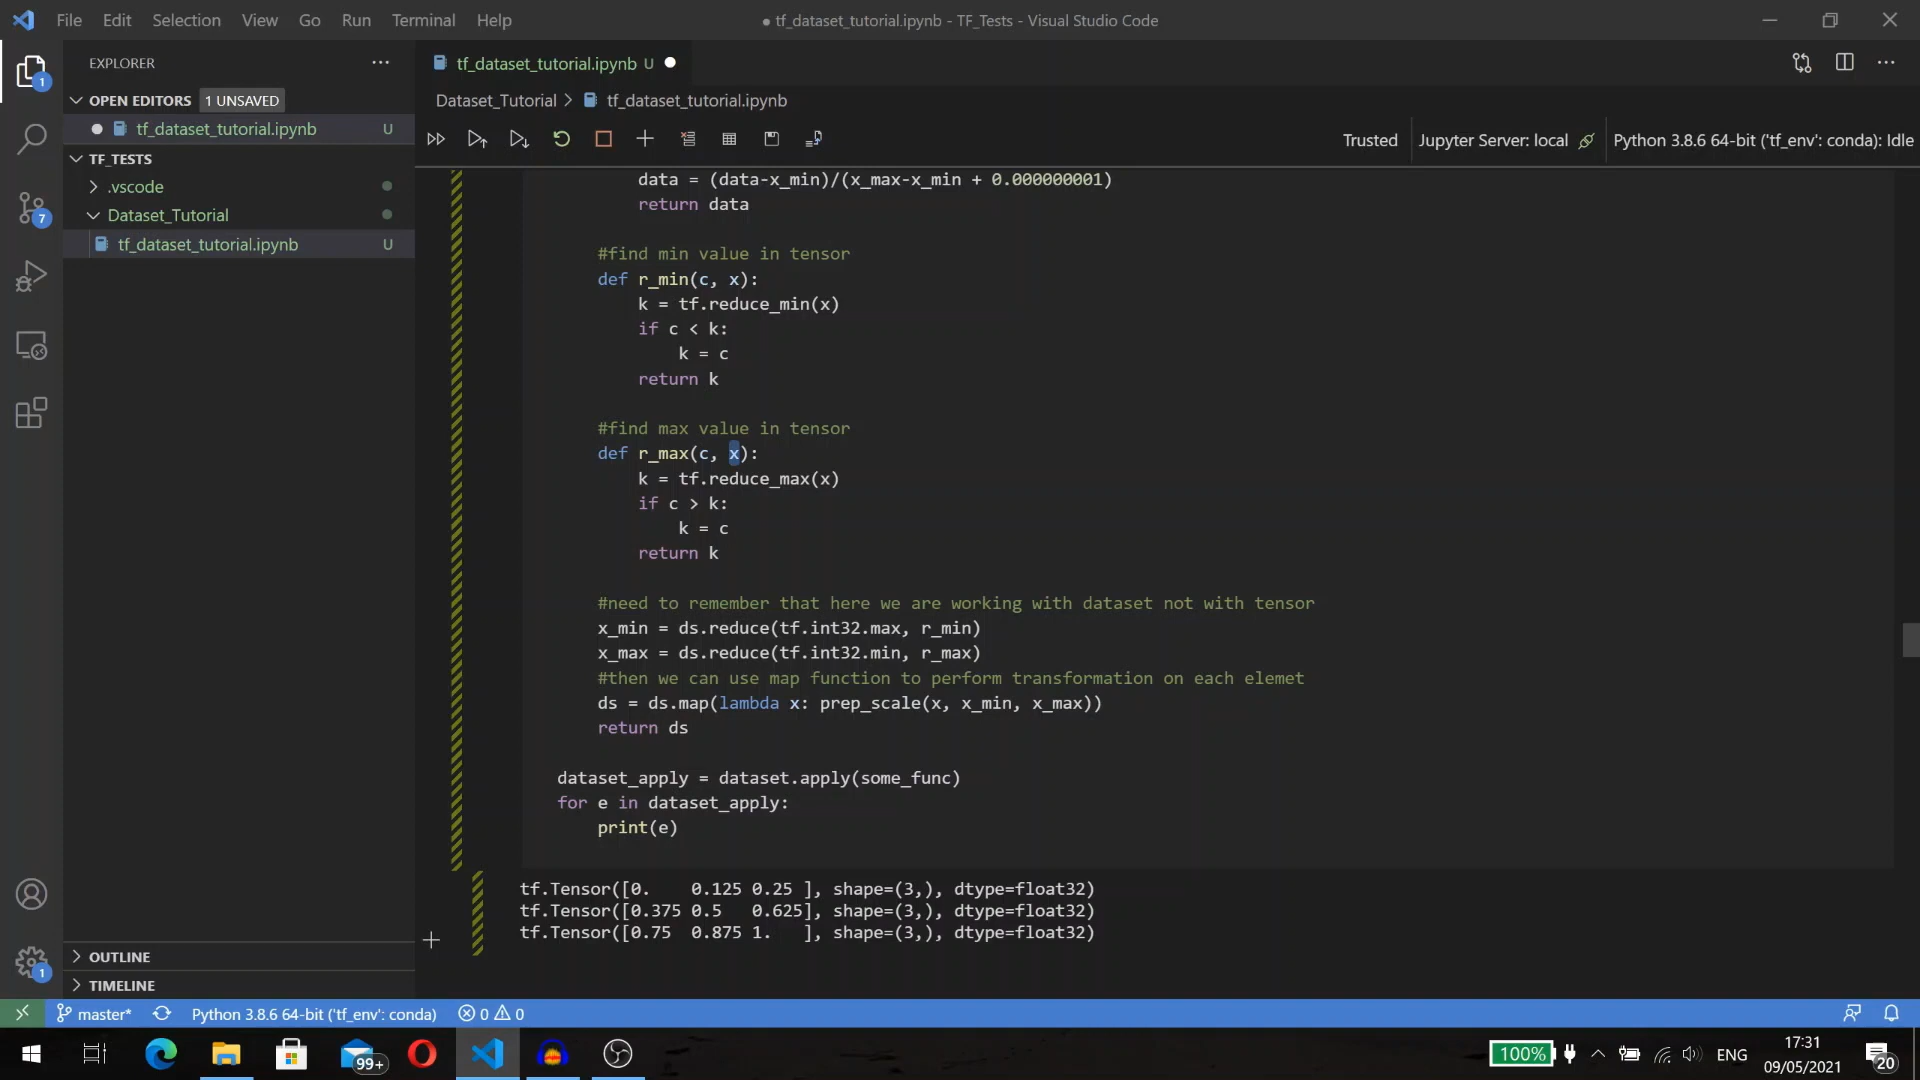 File Edit Selection View Go Run Terminal Help
● tf_dataset_tutorial.ipynb - TF_Tests - Visual Studio Code
EXPLORER
tf_dataset_tutorial.ipynb U
OPEN EDITORS 1 UNSAVED
Dataset_Tutorial > tf_dataset_tutorial.ipynb
tf_dataset_tutorial.ipynb U
Trusted Jupyter Server: local Python 3.8.6 64-bit ('tf_env': conda): Idle
TF_TESTS
.vscode
Dataset_Tutorial
tf_dataset_tutorial.ipynb U
1
7
data = (data-x_min)/(x_max-x_min + 0.000000001)
return data
#find min value in tensor
def r_min(c, x):
k = tf.reduce_min(x)
if c < k:
k = c
return k
#find max value in tensor
def r_max(c, x):
k = tf.reduce_max(x)
if c > k:
k = c
return k
#need to remember that here we are working with dataset not with tensor
x_min = ds.reduce(tf.int32.max, r_min)
x_max = ds.reduce(tf.int32.min, r_max)
#then we can use map function to perform transformation on each elemet
ds = ds.map(lambda x: prep_scale(x, x_min, x_max))
return ds
dataset_apply = dataset.apply(some_func)
for e in dataset_apply:
print(e)
tf.Tensor([0.    0.125 0.25 ], shape=(3,), dtype=float32)
tf.Tensor([0.375 0.5   0.625], shape=(3,), dtype=float32)
tf.Tensor([0.75  0.875 1.   ], shape=(3,), dtype=float32)
OUTLINE
1
TIMELINE
master* Python 3.8.6 64-bit ('tf_env': conda) 0 0
99+
100% ENG
17:31
09/05/2021
20